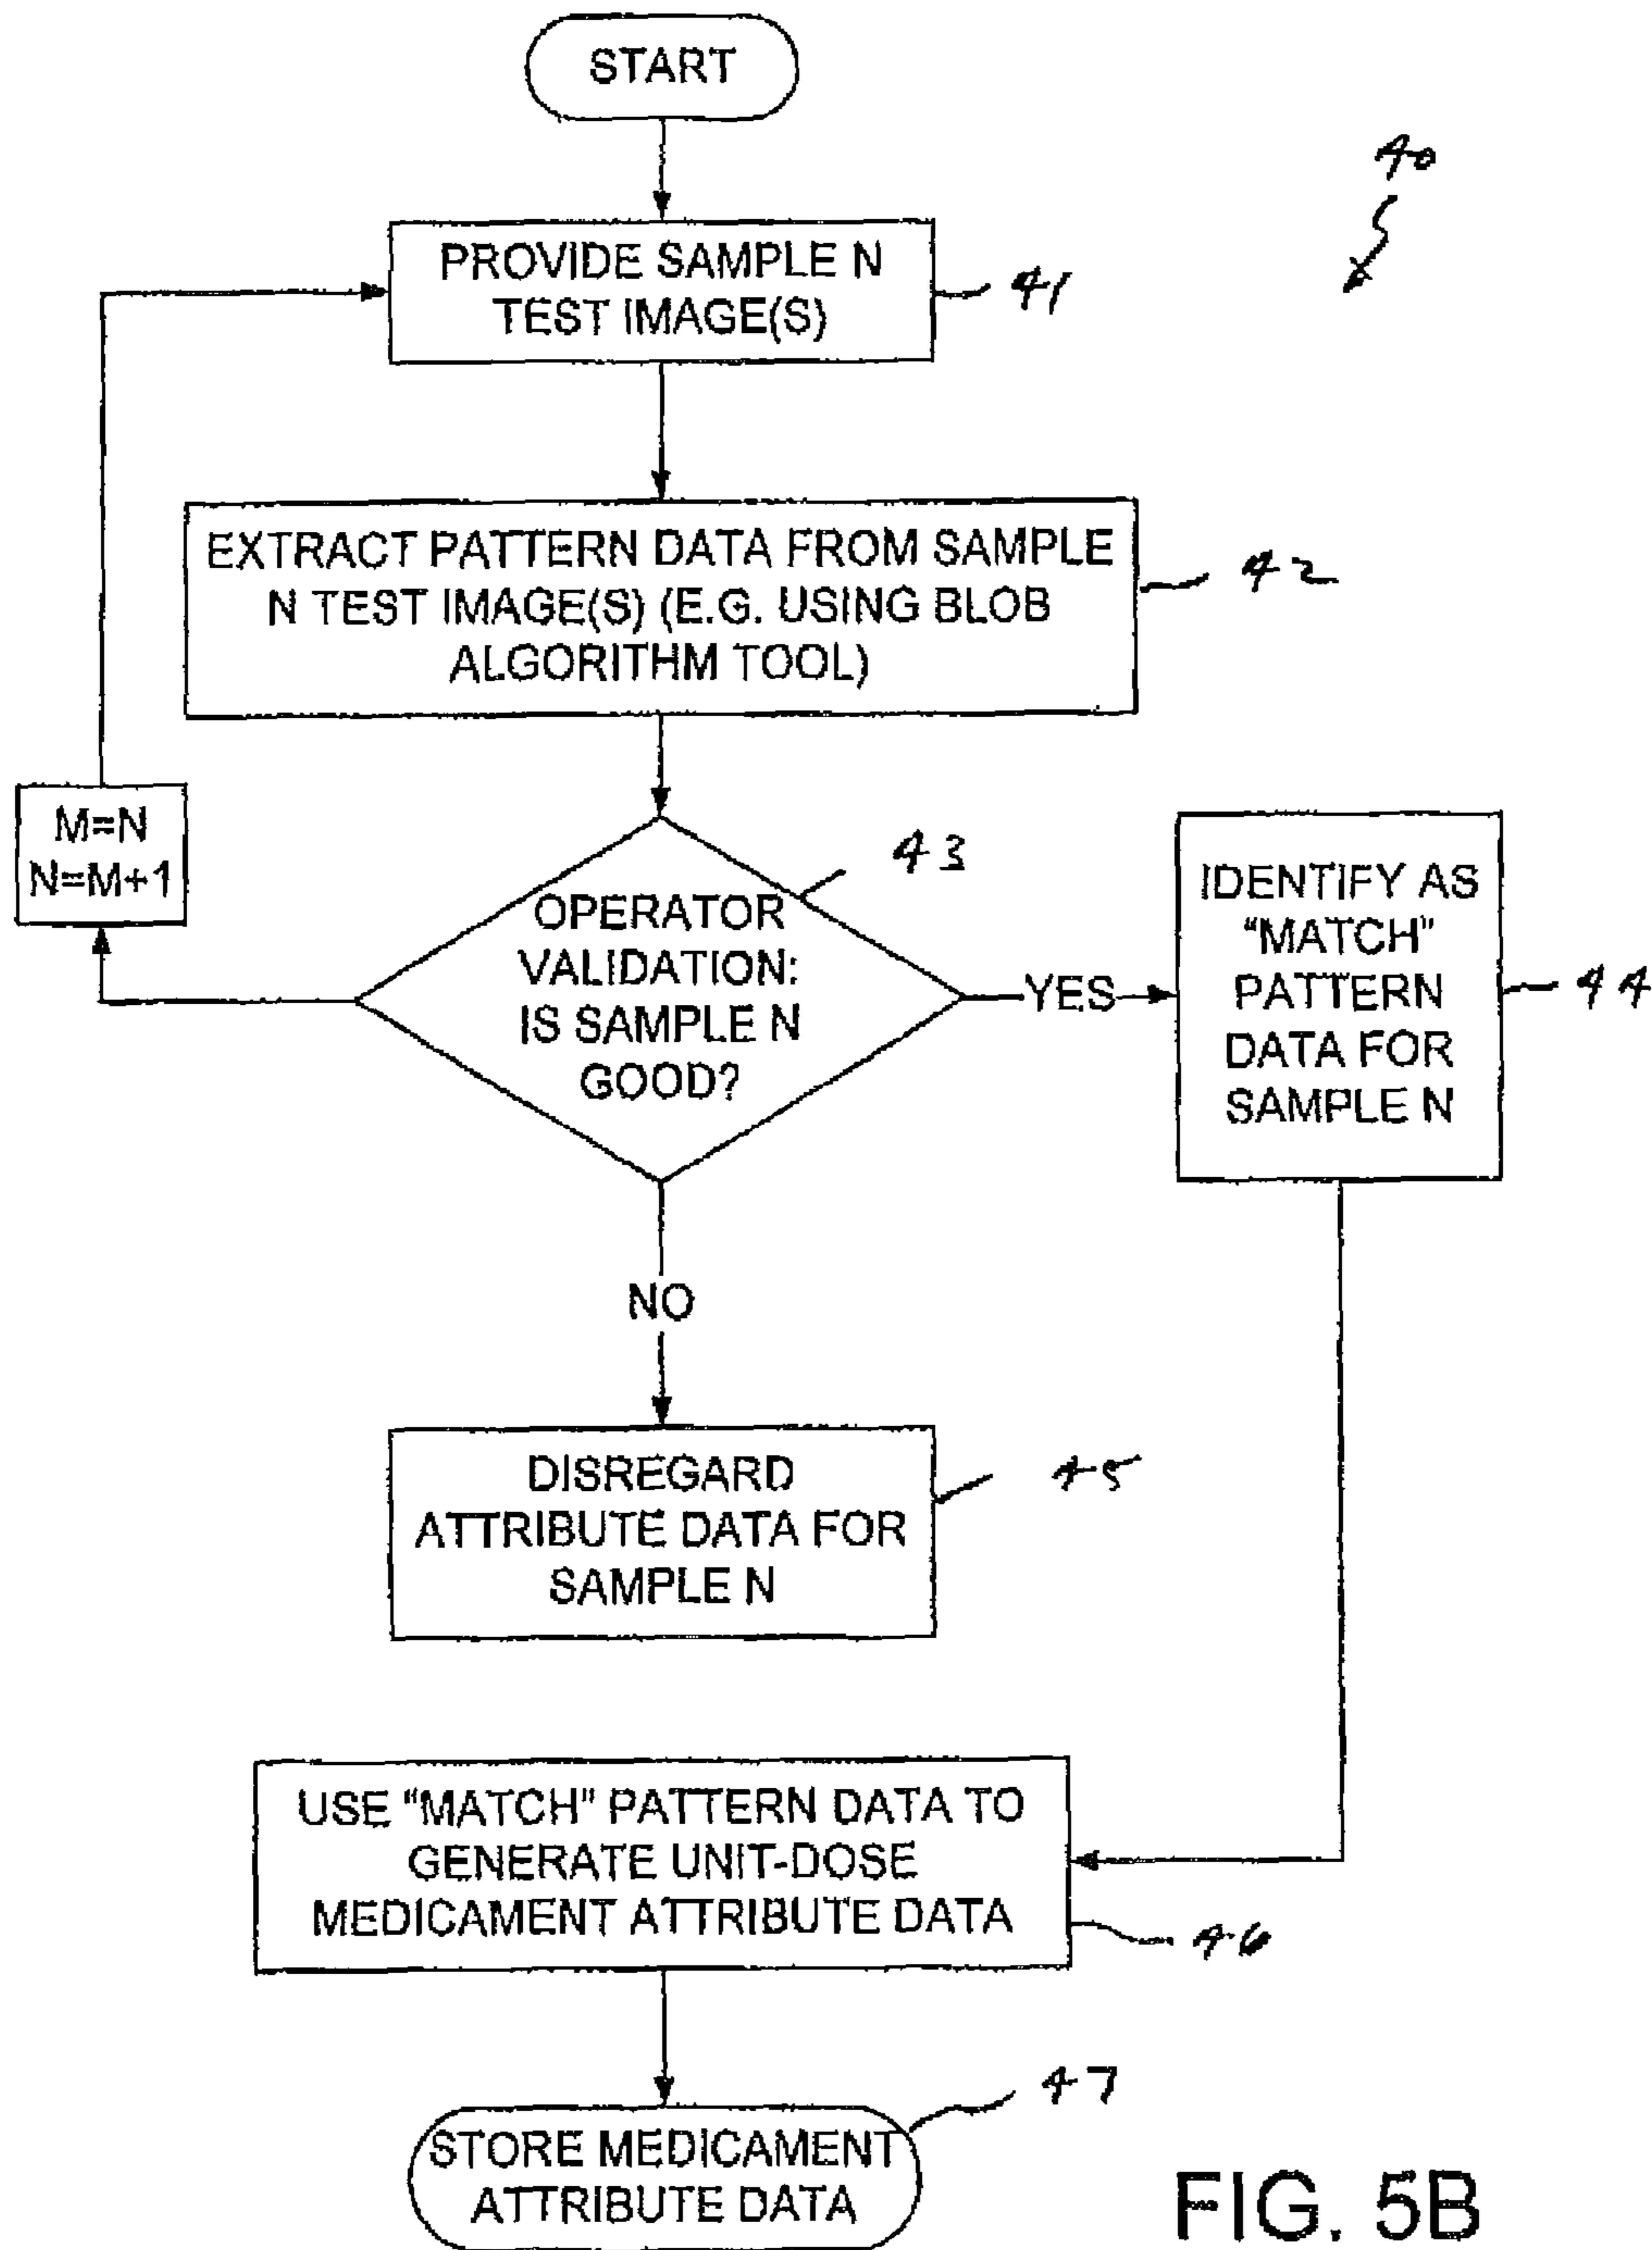 START
40
PROVIDE SAMPLE N
TEST IMAGE(S)
41
EXTRACT PATTERN DATA FROM SAMPLE
N TEST IMAGE(S) (E.G. USING BLOB
ALGORITHM TOOL)
42
M=N
N=M+1
43
OPERATOR
VALIDATION:
IS SAMPLE N
GOOD?
YES
IDENTIFY AS
“MATCH”
PATTERN
DATA FOR
SAMPLE N
44
NO
DISREGARD
ATTRIBUTE DATA FOR
SAMPLE N
45
USE “MATCH” PATTERN DATA TO
GENERATE UNIT-DOSE
MEDICAMENT ATTRIBUTE DATA
46
47
STORE MEDICAMENT
ATTRIBUTE DATA
FIG. 5B